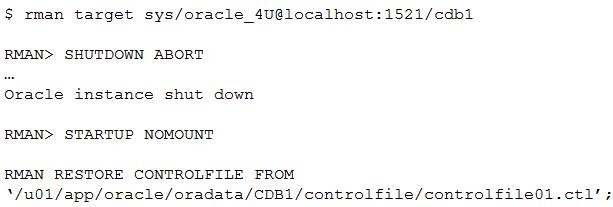 $ rman target sys/oracle_4U@localhost:1521/cdb1
RMAN> SHUTDOWN ABORT
…
Oracle instance shut down
RMAN> STARTUP NOMOUNT
RMAN RESTORE CONTROLFILE FROM
‘/u01/app/oracle/oradata/CDB1/controlfile/controlfile01.ctl’;